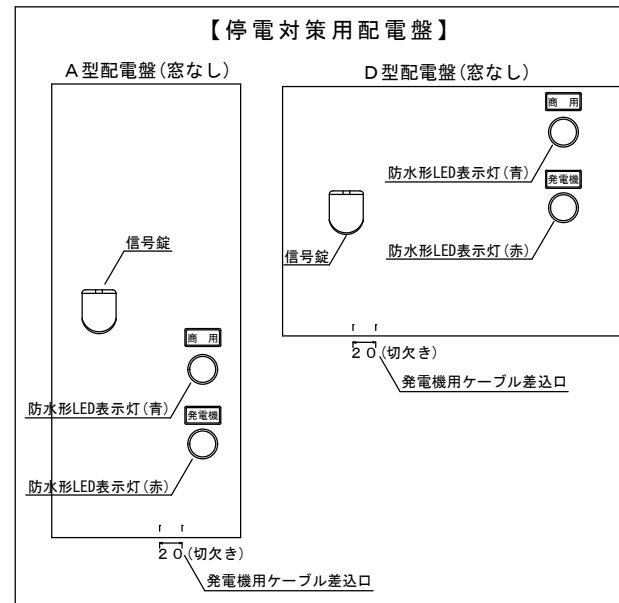 【停電対策用配電盤】
A型配電盤(窓なし)
信号錠
商 用
防水形LED表示灯(青)
発電機
防水形LED表示灯(赤)
20(切欠き)
発電機用ケーブル差込口
D型配電盤(窓なし)
商 用
防水形LED表示灯(青)
発電機
信号錠
防水形LED表示灯(赤)
20(切欠き)
発電機用ケーブル差込口